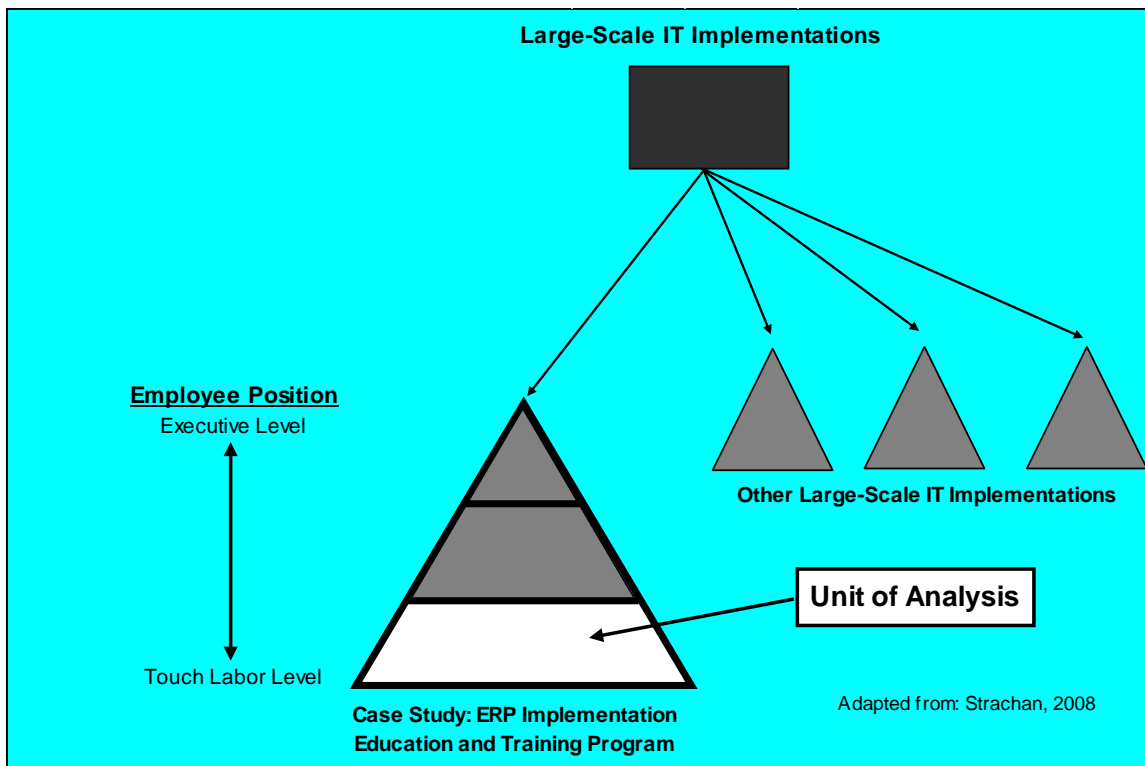 Large-Scale IT Implementations
Employee Position
Executive Level
Other Large-Scale IT Implementations
Unit of Analysis
Touch Labor Level
Case Study: ERP Implementation
Education and Training Program
Adapted from: Strachan, 2008